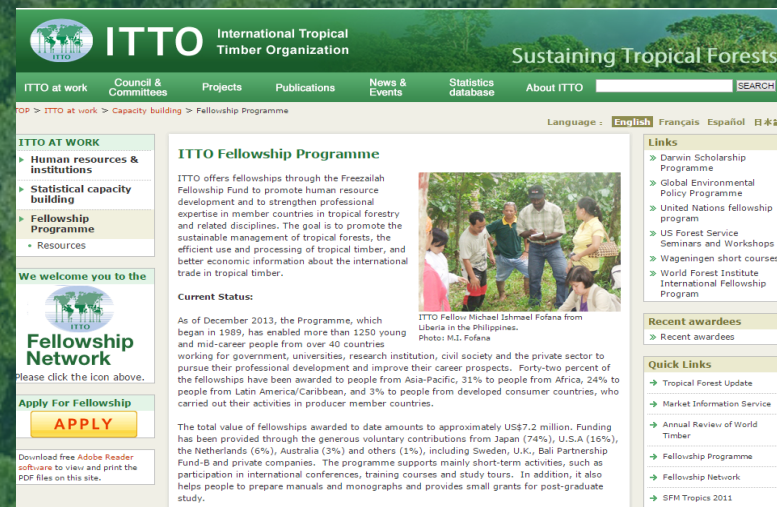 ITTO
ITTO
International Tropical
Timber Organization
Sustaining Tropical Forests
ITTO at work
Council &
Committees
Projects
Publications
News &
Events
Statistics
database
About ITTO
SEARCH
TOP > ITTO at work > Capacity building > Fellowship Programme
Language : English Français Español 日本
ITTO AT WORK
Human resources &
institutions
Statistical capacity
building
Fellowship
Programme
• Resources
We welcome you to the
ITTO
Fellowship
Network
Please click the icon above.
Apply For Fellowship
APPLY
Download free Adobe Reader
software to view and print the
PDF files on this site.
ITTO Fellowship Programme
ITTO offers fellowships through the Freezailah
Fellowship Fund to promote human resource
development and to strengthen professional
expertise in member countries in tropical forestry
and related disciplines. The goal is to promote the
sustainable management of tropical forests, the
efficient use and processing of tropical timber, and
better economic information about the international
trade in tropical timber.
ITTO Fellow Michael Ishmael Fofana from
Liberia in the Philippines.
Photo: M.I. Fofana
Current Status:
As of December 2013, the Programme, which
began in 1989, has enabled more than 1250 young
and mid-career people from over 40 countries
working for government, universities, research institution, civil society and the private sector to
pursue their professional development and improve their career prospects. Forty-two percent of
the fellowships have been awarded to people from Asia-Pacific, 31% to people from Africa, 24% to
people from Latin America/Caribbean, and 3% to people from developed consumer countries, who
carried out their activities in producer member countries.
The total value of fellowships awarded to date amounts to approximately US$7.2 million. Funding
has been provided through the generous voluntary contributions from Japan (74%), U.S.A (16%),
the Netherlands (6%), Australia (3%) and others (1%), including Sweden, U.K., Bali Partnership
Fund-B and private companies. The programme supports mainly short-term activities, such as
participation in international conferences, training courses and study tours. In addition, it also
helps people to prepare manuals and monographs and provides small grants for post-graduate
study.
Links
» Darwin Scholarship
Programme
» Global Environmental
Policy Programme
» United Nations fellowship
program
» US Forest Service
Seminars and Workshops
» Wageningen short courses
» World Forest Institute
International Fellowship
Program
Recent awardees
» Recent awardees
Quick Links
→ Tropical Forest Update
→ Market Information Service
→ Annual Review of World
Timber
→ Fellowship Programme
→ Fellowship Network
→ SFM Tropics 2011